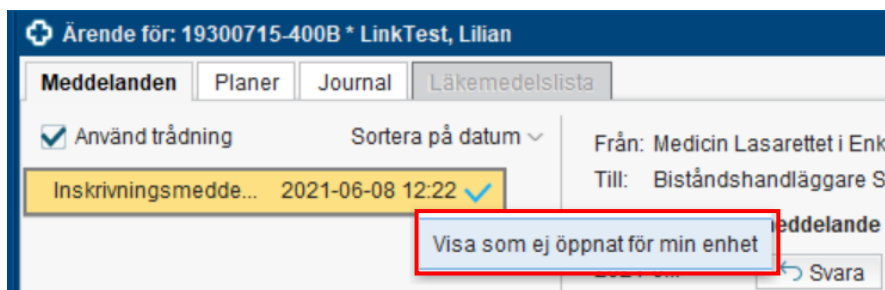 Ärende för: 19300715-400B * LinkTest, Lilian
Meddelanden Planer Journal Läkemedelslista
Använd trådning Sortera på datum
Från: Medicin Lasarettet i Enk
Inskrivningsmedde... 2021-06-08 12:22
Till: Biståndshandläggare S
eddelande
Visa som ej öppnat för min enhet
Svara